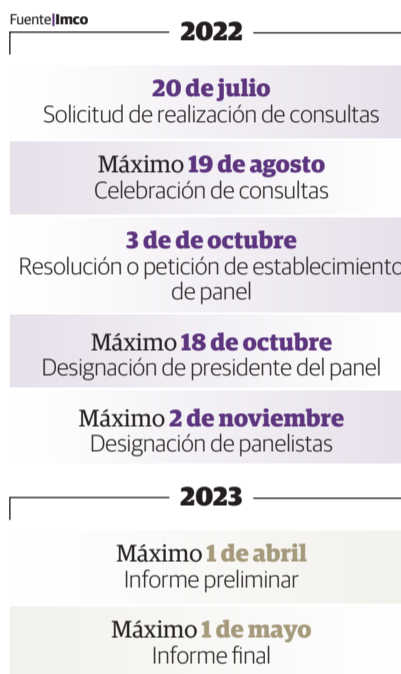 Fuente|Imco
2022
20 de julio
Solicitud de realización de consultas
Máximo 19 de agosto
Celebración de consultas
3 de de octubre
Resolución o petición de establecimiento
de panel
Máximo 18 de octubre
Designación de presidente del panel
Máximo 2 de noviembre
Designación de panelistas
2023
Máximo 1 de abril
Informe preliminar
Máximo 1 de mayo
Informe final